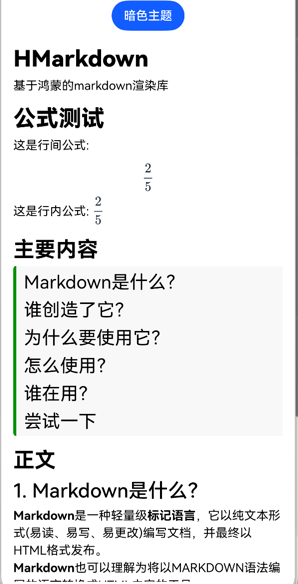 暗色主题
HMarkdown
基于鸿蒙的markdown渲染库
公式测试
这是行间公式:
2
5
这是行内公式: 2/5
主要内容
Markdown是什么？
谁创造了它？
为什么要使用它？
怎么使用？
谁在用？
尝试一下
正文
1. Markdown是什么？
Markdown是一种轻量级标记语言，它以纯文本形
式(易读、易写、易更改)编写文档，并最终以
HTML格式发布。
Markdown也可以理解为将以MARKDOWN语法编